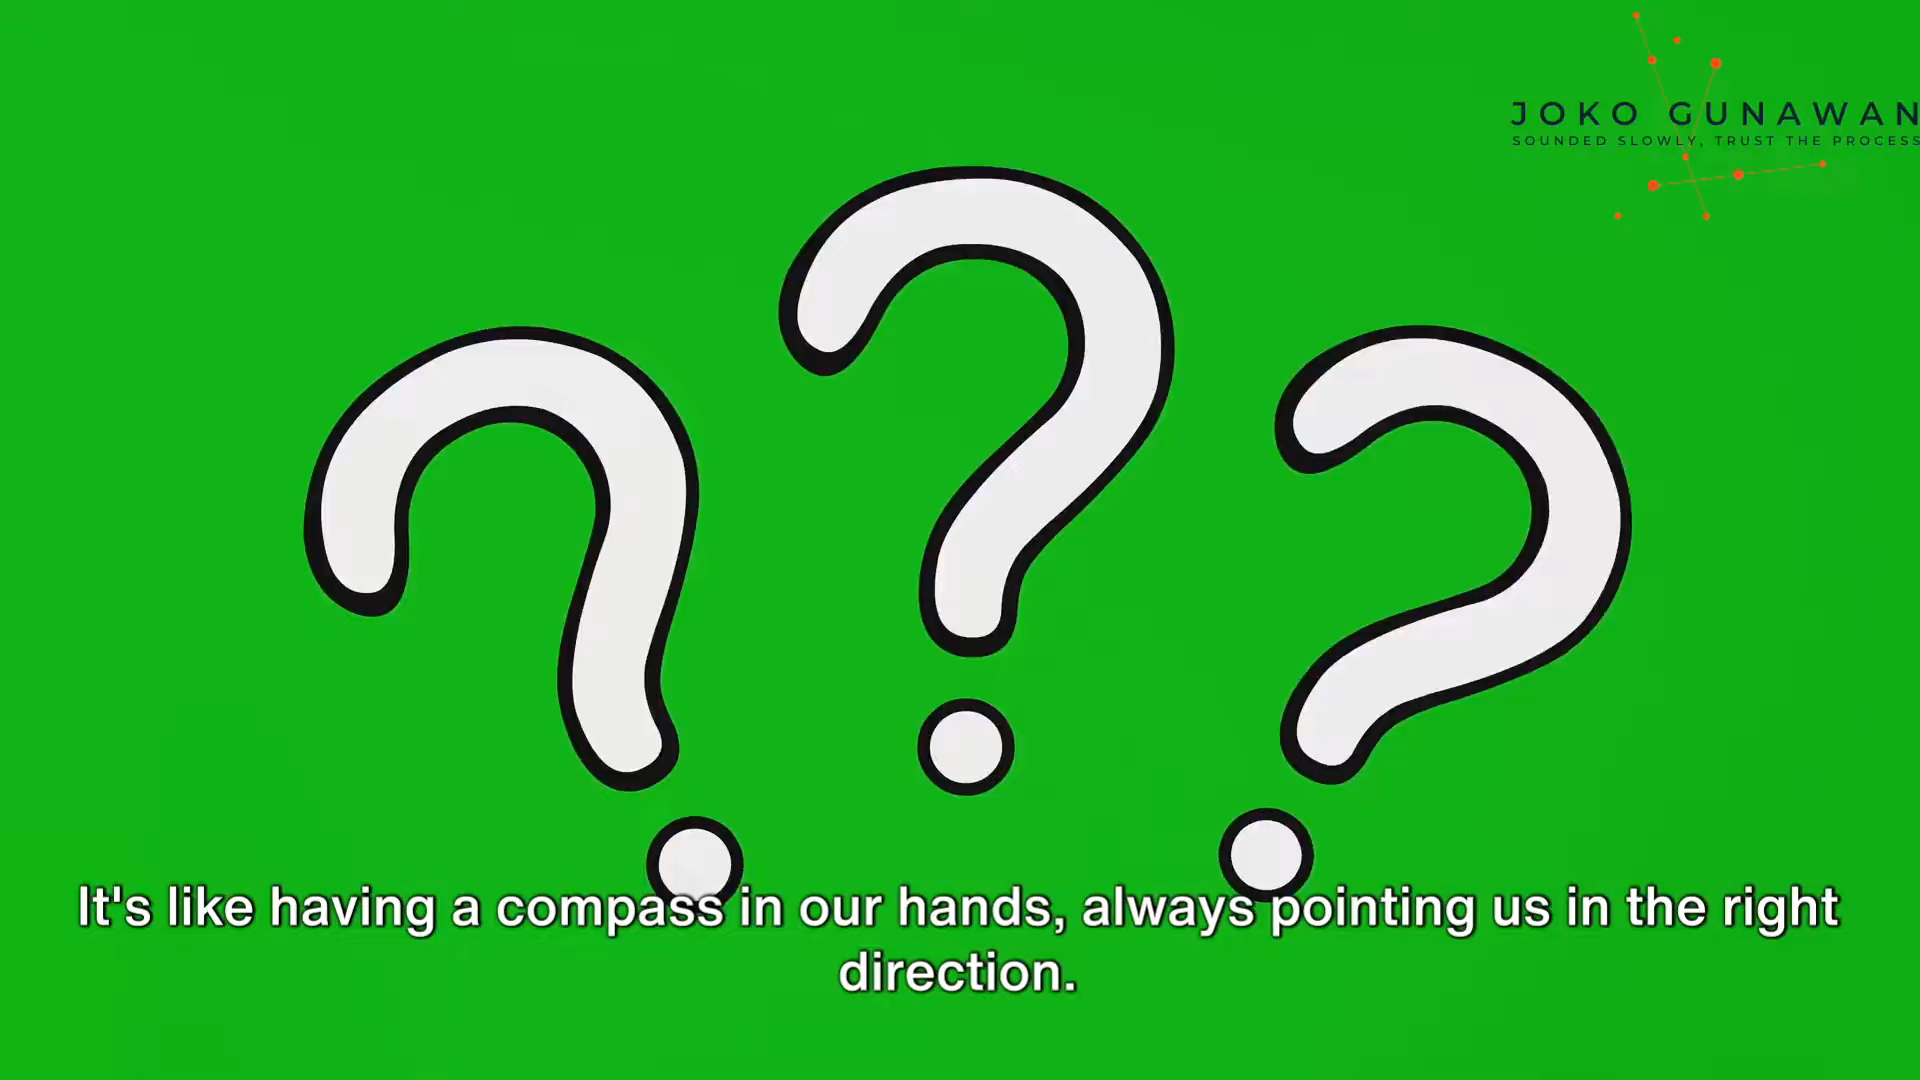 JOKO GUNAWAN
SOUNDED SLOWLY, TRUST THE PROCESS
? ? ?
It's like having a compass in our hands, always pointing us in the right
direction.